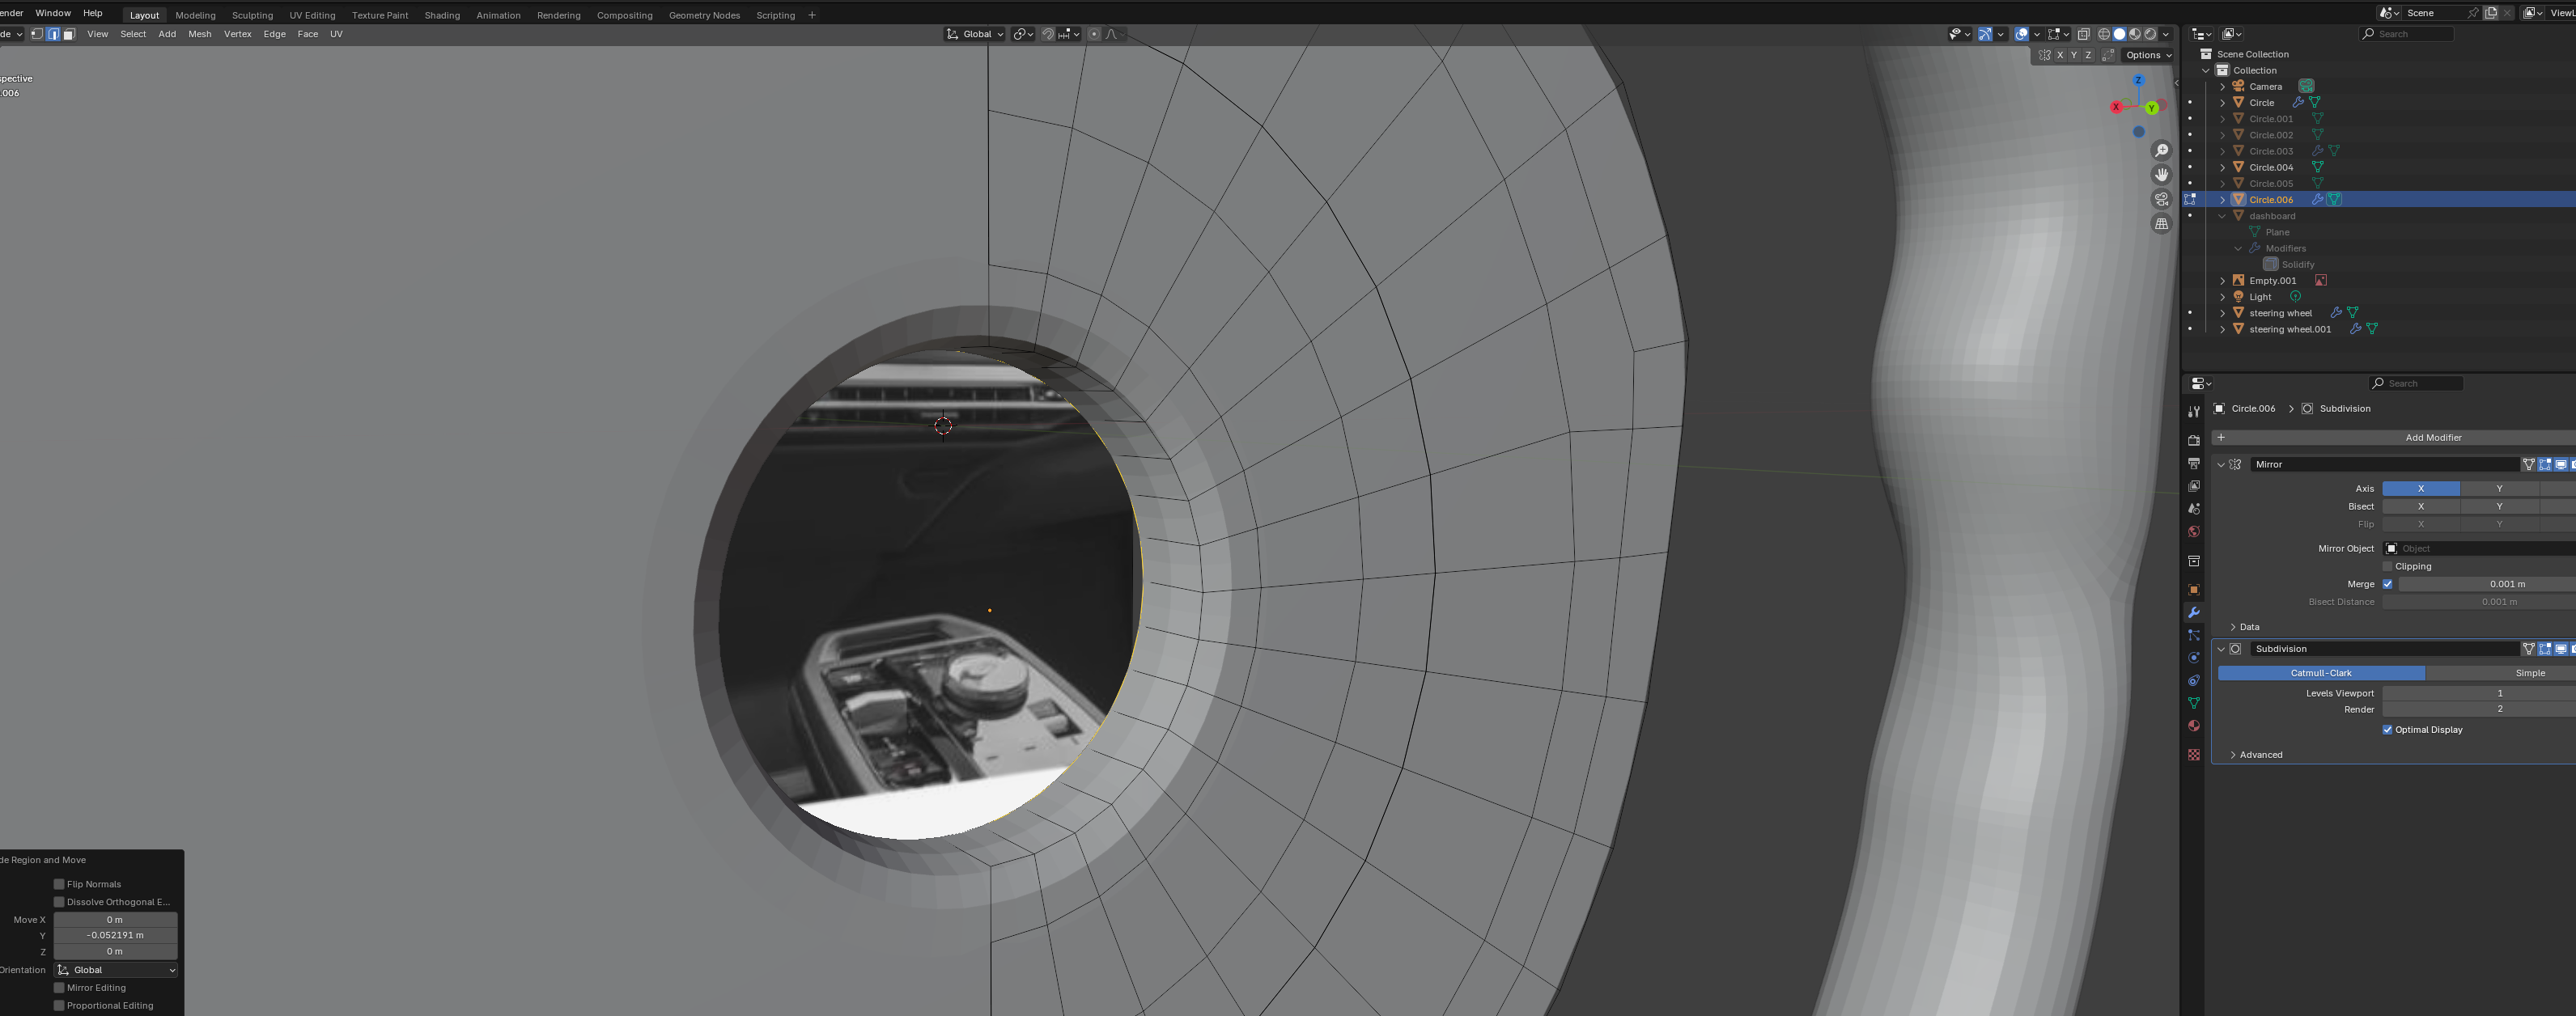 ender Window Help Layout Modeling Sculpting UV Editing Texture Paint Shading Animation Rendering Compositing Geometry Nodes Scripting + Scene ViewL
de View Select Add Mesh Vertex Edge Face UV Global Search
X Y Z Options
spective
.006
Z
X Y
Scene Collection
Collection
Camera
Circle
Circle.001
Circle.002
Circle.003
Circle.004
Circle.005
Circle.006
dashboard
Plane
Modifiers
Solidify
Empty.001
Light
steering wheel
steering wheel.001
Search
Circle.006 > Subdivision
+ Add Modifier
Mirror
Axis X Y
Bisect X Y
Flip X Y
Mirror Object Object
Clipping
Merge 0.001 m
Bisect Distance 0.001 m
Data
Subdivision
Catmull-Clark Simple
Levels Viewport 1
Render 2
Optimal Display
Advanced
de Region and Move
Flip Normals
Dissolve Orthogonal E...
Move X 0 m
Y -0.052191 m
Z 0 m
Orientation Global
Mirror Editing
Proportional Editing